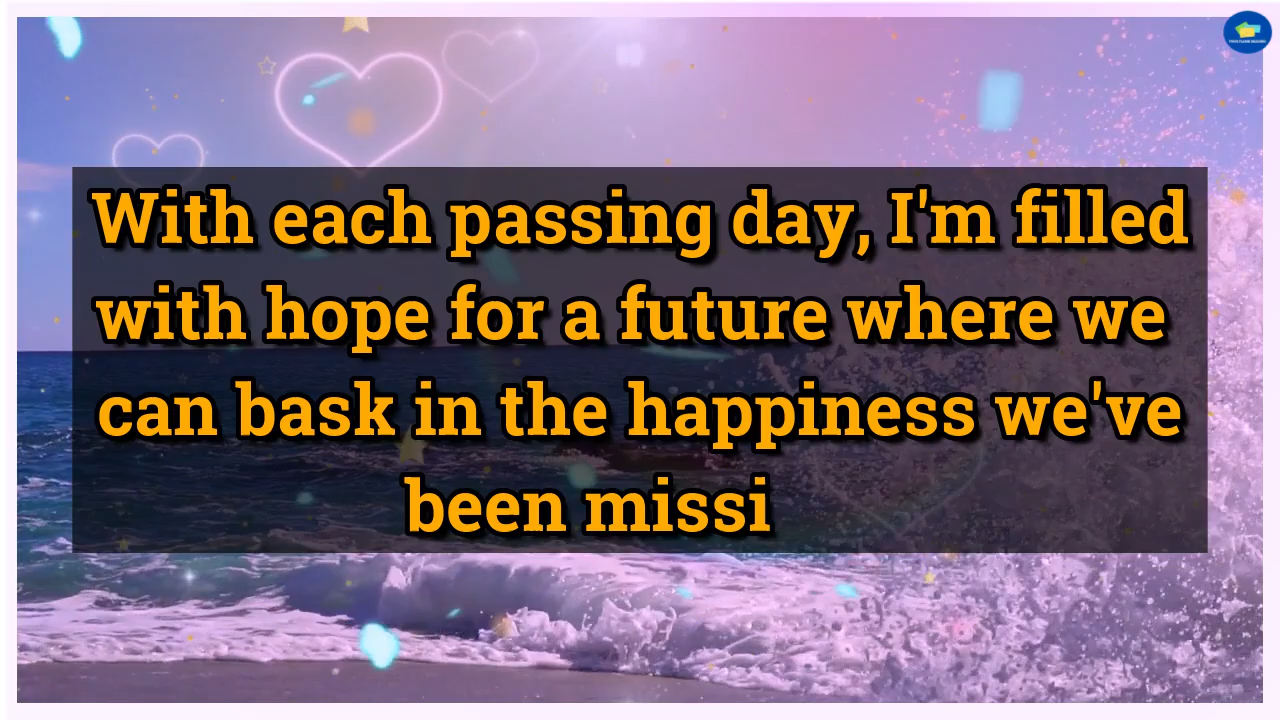 With each passing day, I'm filled
with hope for a future where we
can bask in the happiness we've
been missi